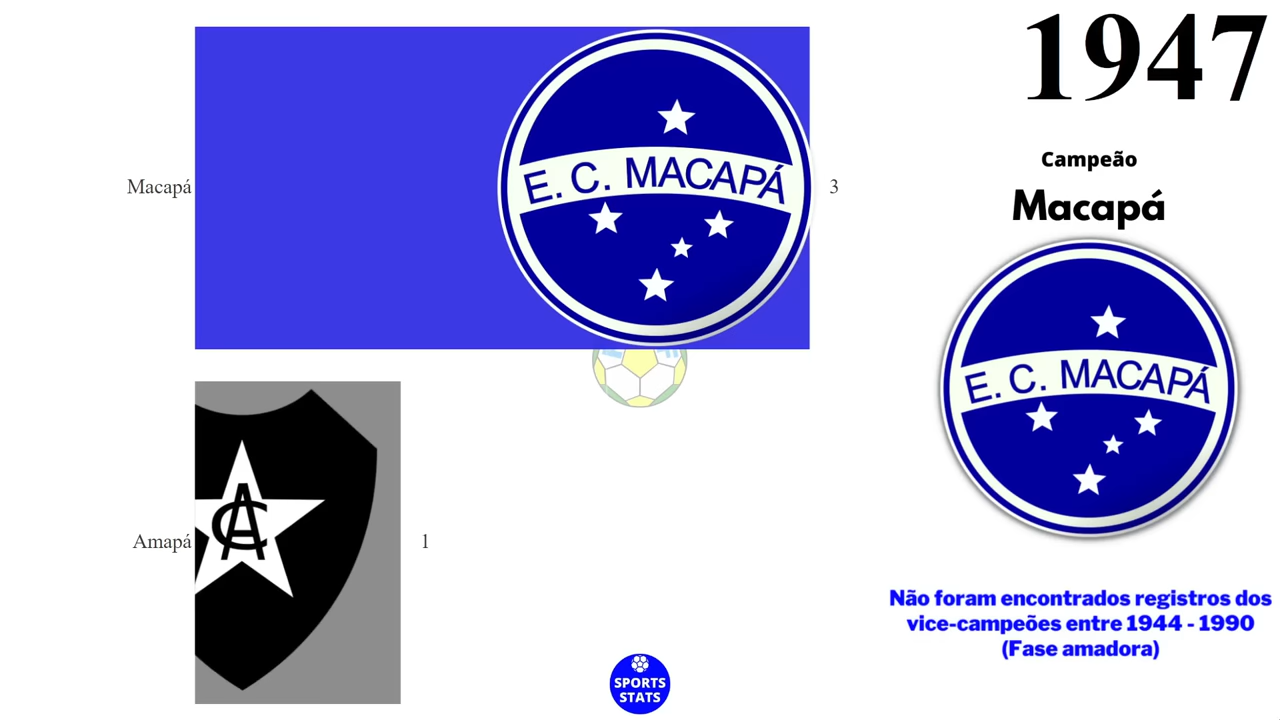 1947
Campeão
Macapá
E. C. MACAPÁ
Macapá
E. C. MACAPÁ
3
Amapá
AC
1
Não foram encontrados registros dos
vice-campeões entre 1944 - 1990
(Fase amadora)
SPORTS
STATS